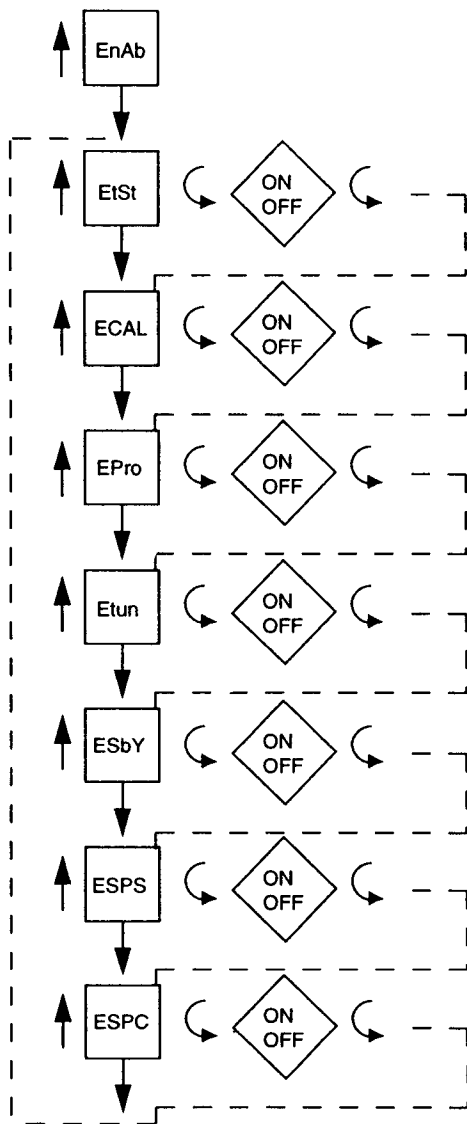 EnAb
EtSt
ON
OFF
ECAL
ON
OFF
EPro
ON
OFF
Etun
ON
OFF
ESbY
ON
OFF
ESPS
ON
OFF
ESPC
ON
OFF